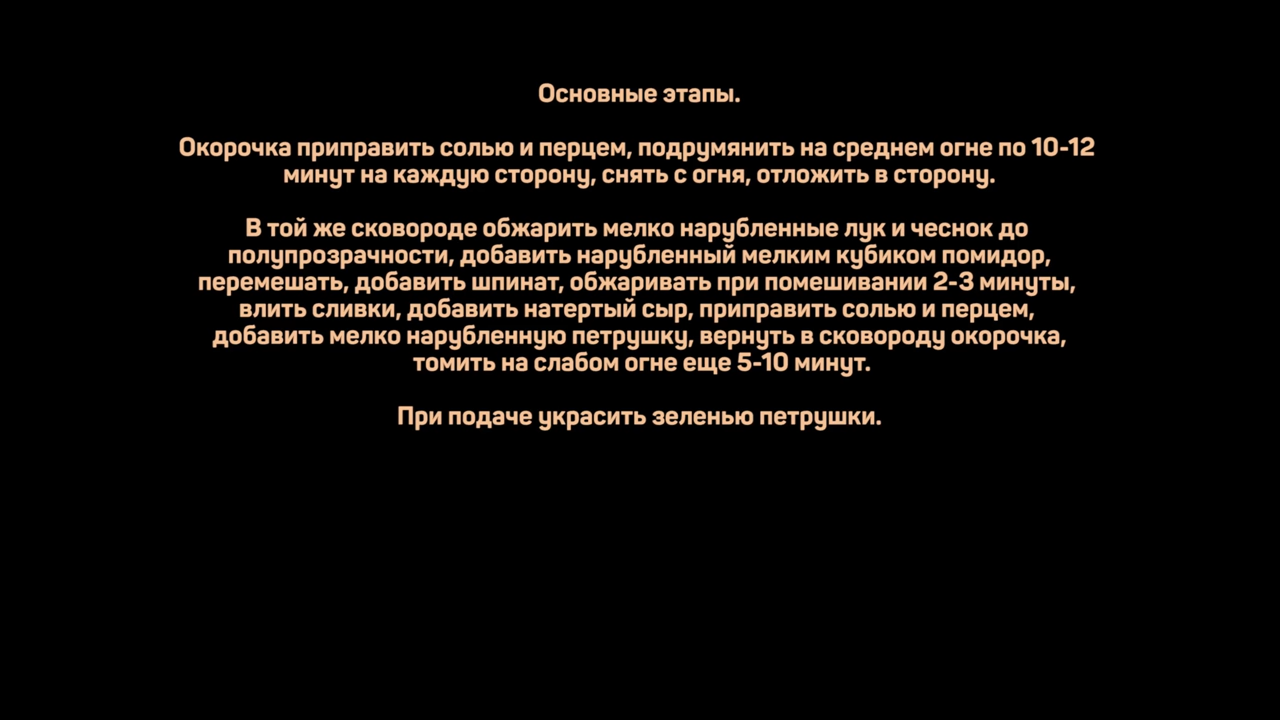 Основные этапы.
Окорочка приправить солью и перцем, подрумянить на среднем огне по 10-12
минут на каждую сторону, снять с огня, отложить в сторону.
В той же сковороде обжарить мелко нарубленные лук и чеснок до
полупрозрачности, добавить нарубленный мелким кубиком помидор,
перемешать, добавить шпинат, обжаривать при помешивании 2-3 минуты,
влить сливки, добавить натертый сыр, приправить солью и перцем,
добавить мелко нарубленную петрушку, вернуть в сковороду окорочка,
томить на слабом огне еще 5-10 минут.
При подаче украсить зеленью петрушки.